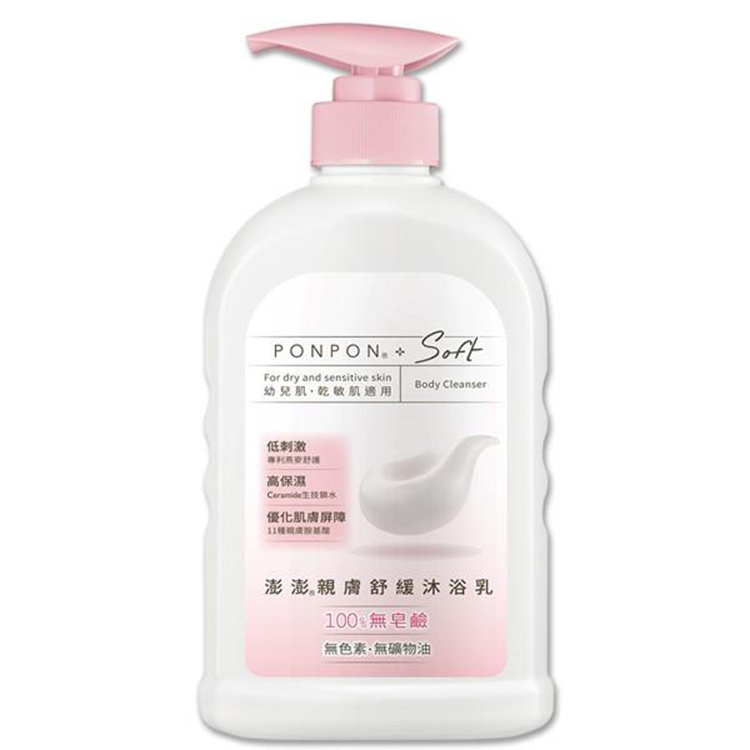 PONPON® + Soft
For dry and sensitive skin
幼兒肌・乾敏肌適用
Body Cleanser
低刺激
專利燕麥舒護
高保濕
Ceramide生技鎖水
優化肌膚屏障
11種親膚胺基酸
澎澎®親膚舒緩沐浴乳
100%無皂鹼
無色素・無礦物油